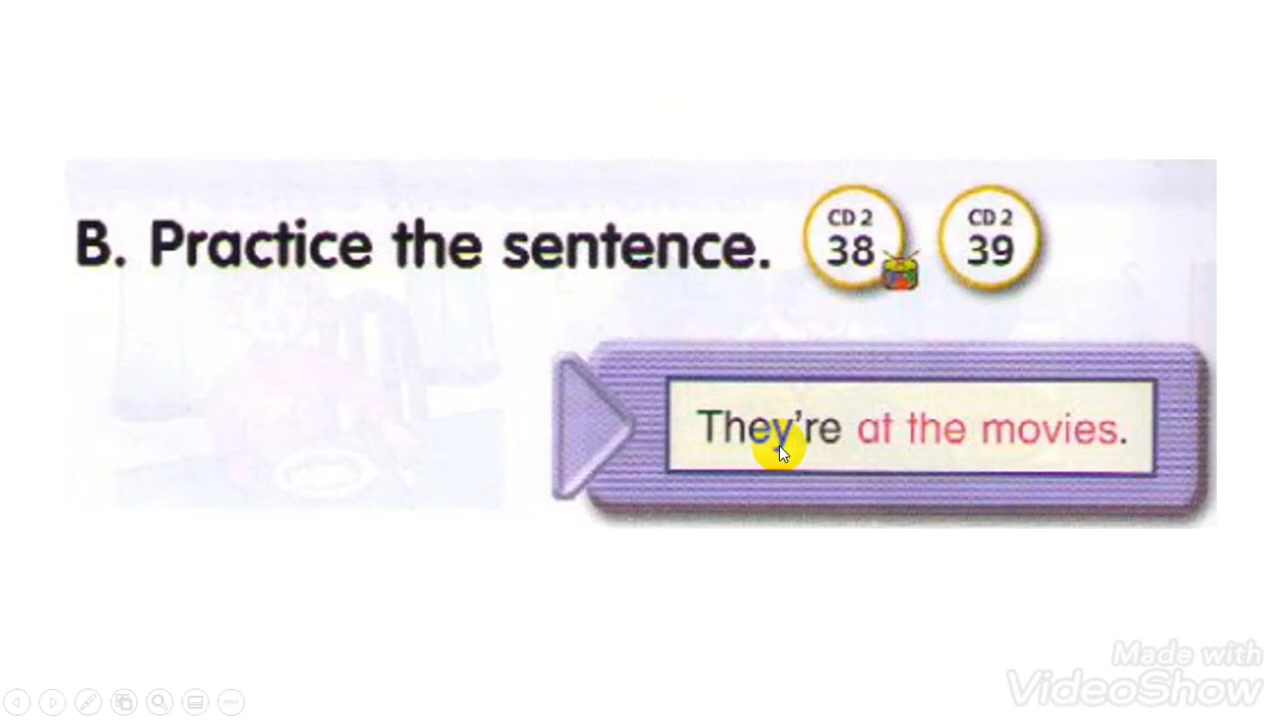 B. Practice the sentence.
CD 2
38
CD 2
39
They're at the movies.
Made with
VideoShow